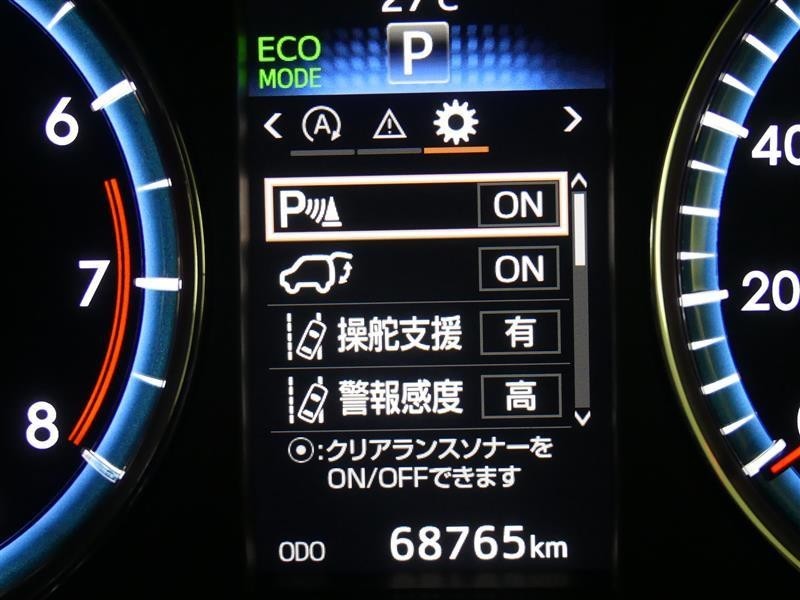 27℃
ECO
MODE
P
A
P ON
ON
操舵支援 有
警報感度 高
:クリアランスソナーを
ON/OFFできます
ODO 68765km
6
7
8
40
20